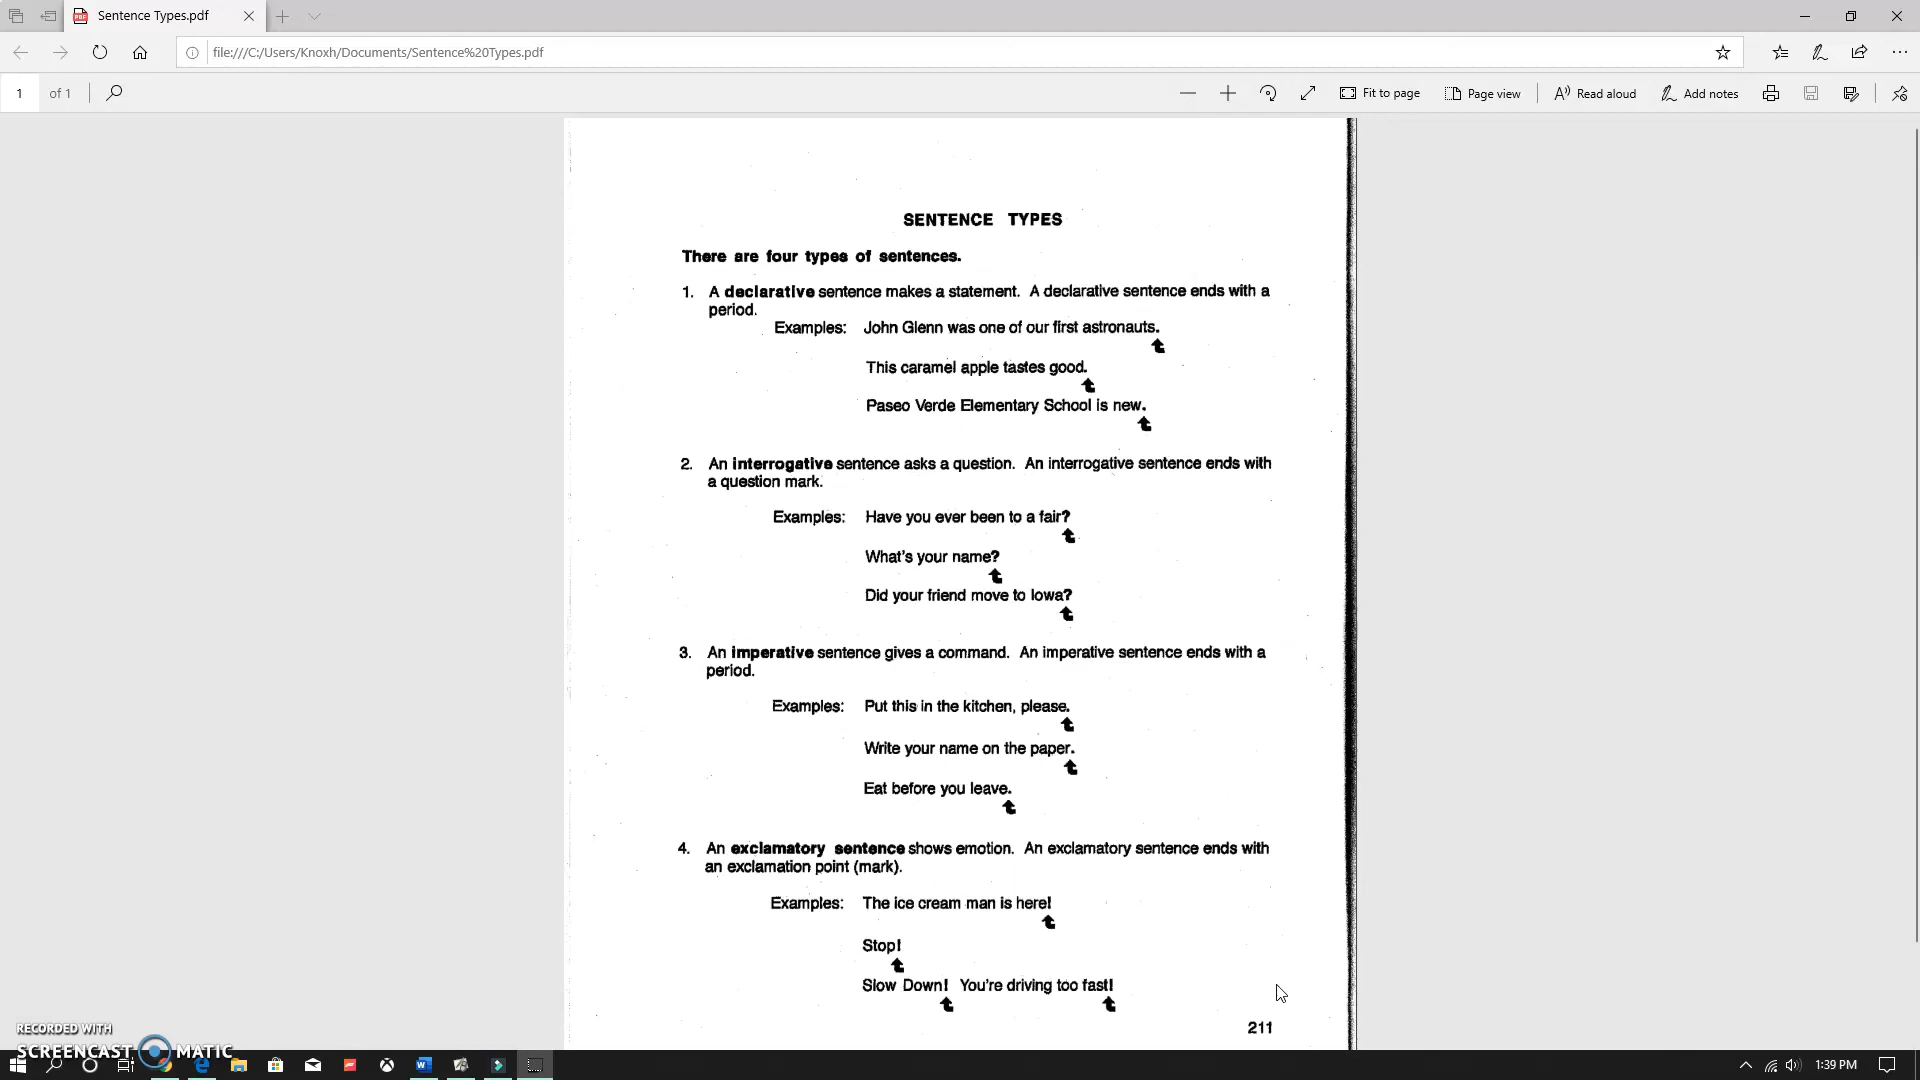 Sentence Types.pdf
file:///C:/Users/Knoxh/Documents/Sentence%20Types.pdf
1 of 1 Fit to page Page view Read aloud Add notes
SENTENCE TYPES
There are four types of sentences.
1. A declarative sentence makes a statement. A declarative sentence ends with a
period.
Examples: John Glenn was one of our first astronauts.
This caramel apple tastes good.
Paseo Verde Elementary School is new.
2. An interrogative sentence asks a question. An interrogative sentence ends with
a question mark.
Examples: Have you ever been to a fair?
What's your name?
Did your friend move to Iowa?
3. An imperative sentence gives a command. An imperative sentence ends with a
period.
Examples: Put this in the kitchen, please.
Write your name on the paper.
Eat before you leave.
4. An exclamatory sentence shows emotion. An exclamatory sentence ends with
an exclamation point (mark).
Examples: The ice cream man is here!
Stop!
Slow Down! You're driving too fast!
211
RECORDED WITH
SCREENCAST MATIC
1:39 PM